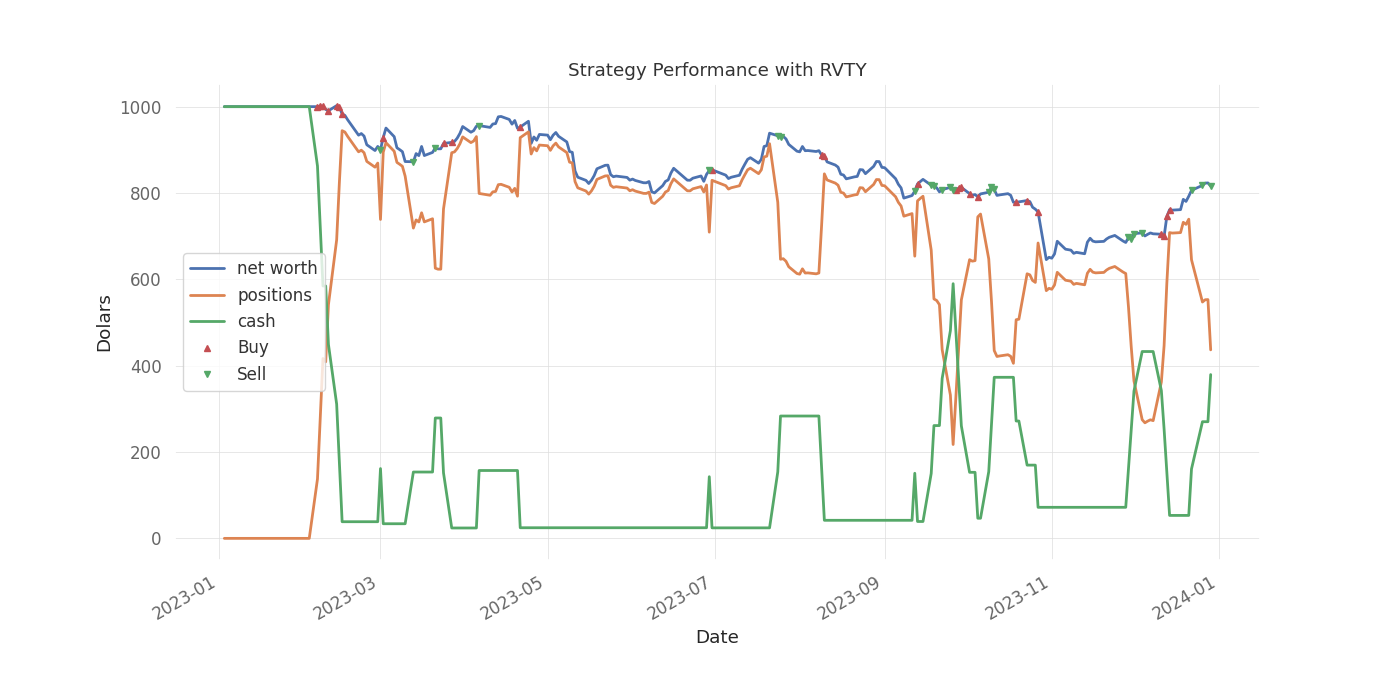 Strategy Performance with RVTY
1000
800
600
400
200
0
Dolars
net worth
positions
cash
Buy
Sell
2023-01
2023-03
2023-05
2023-07
2023-09
2023-11
2024-01
Date